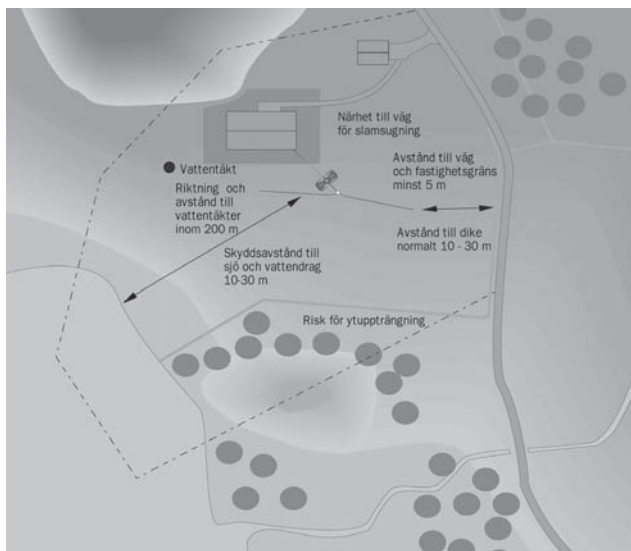 Närhet till väg
för slamsugning
Vattentäkt
Avstånd till väg
och fastighetsgräns
minst 5 m
Riktning och
avstånd till
vattentäkter
inom 200 m
Avstånd till dike
normalt 10 - 30 m
Skyddsavstånd till
sjö och vattendrag
10-30 m
Risk för ytuppträngning